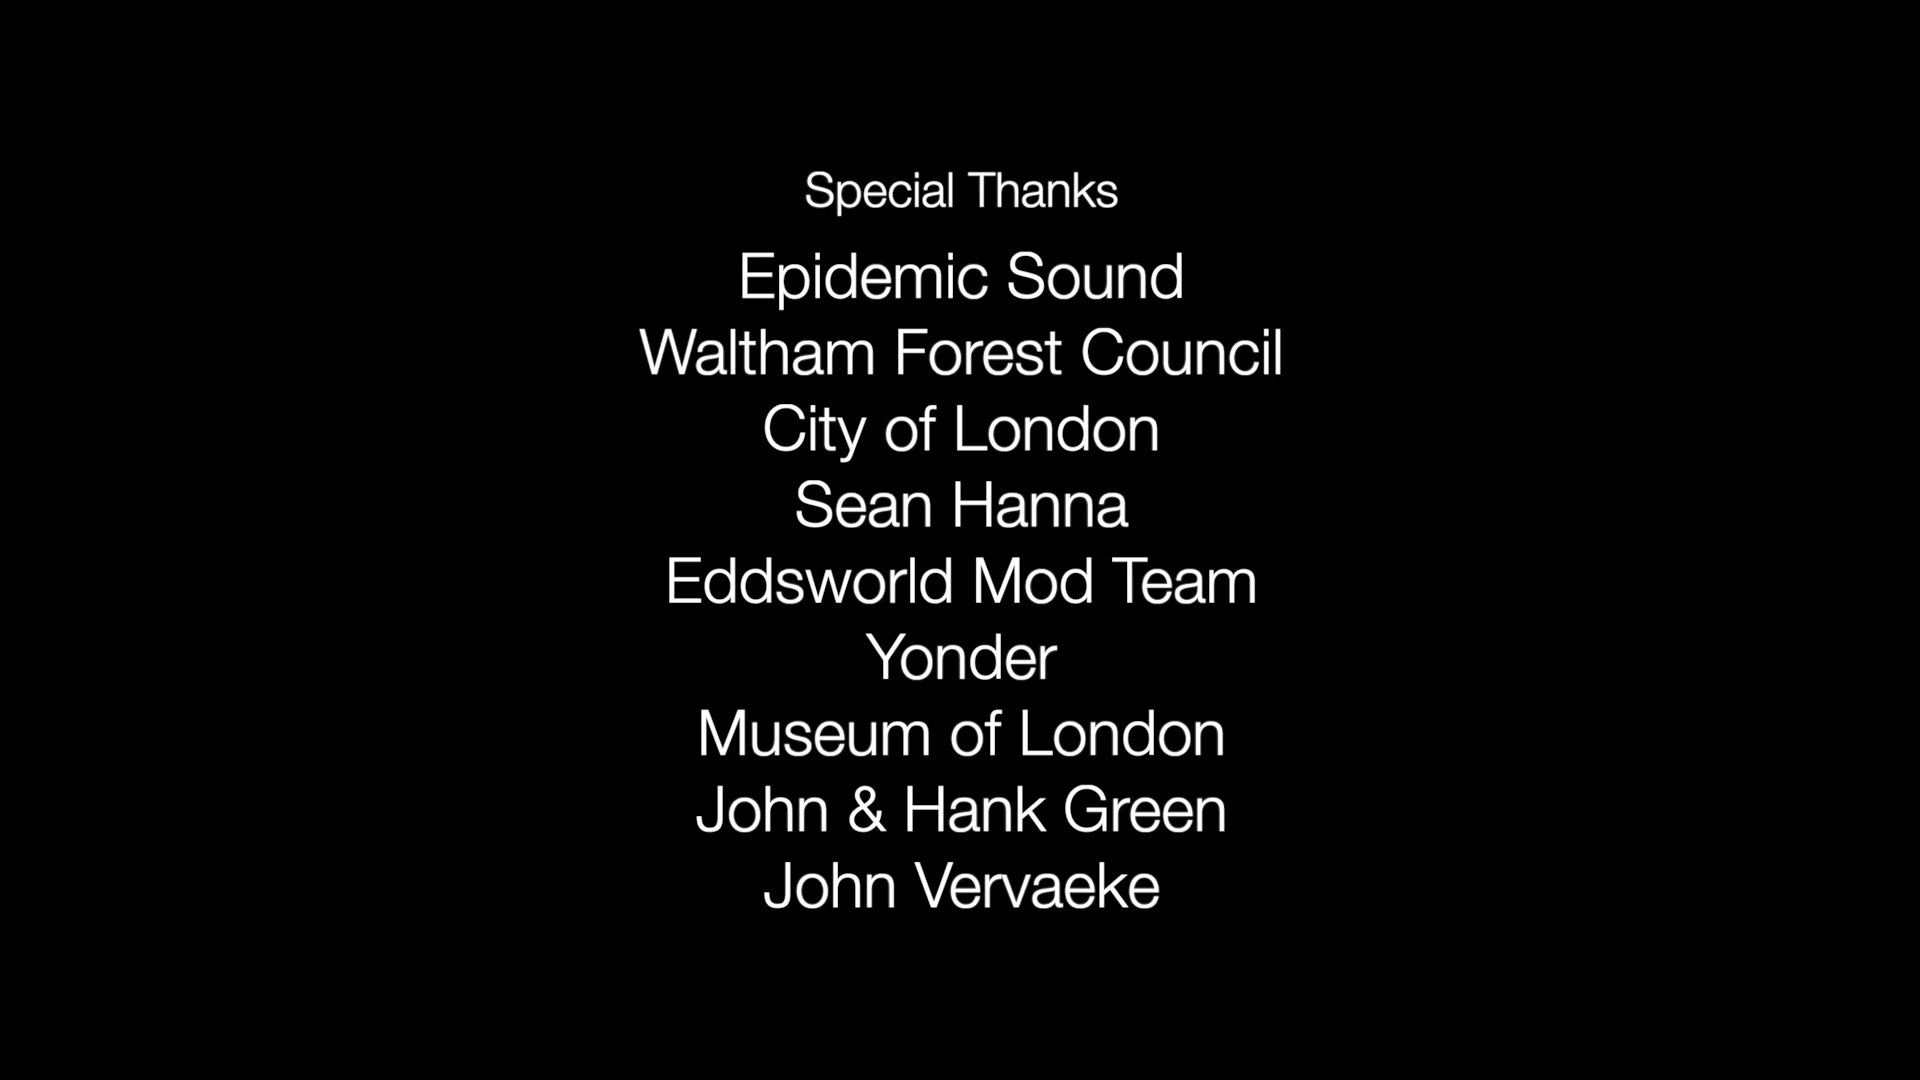 Special Thanks
Epidemic Sound
Waltham Forest Council
City of London
Sean Hanna
Eddsworld Mod Team
Yonder
Museum of London
John & Hank Green
John Vervaeke